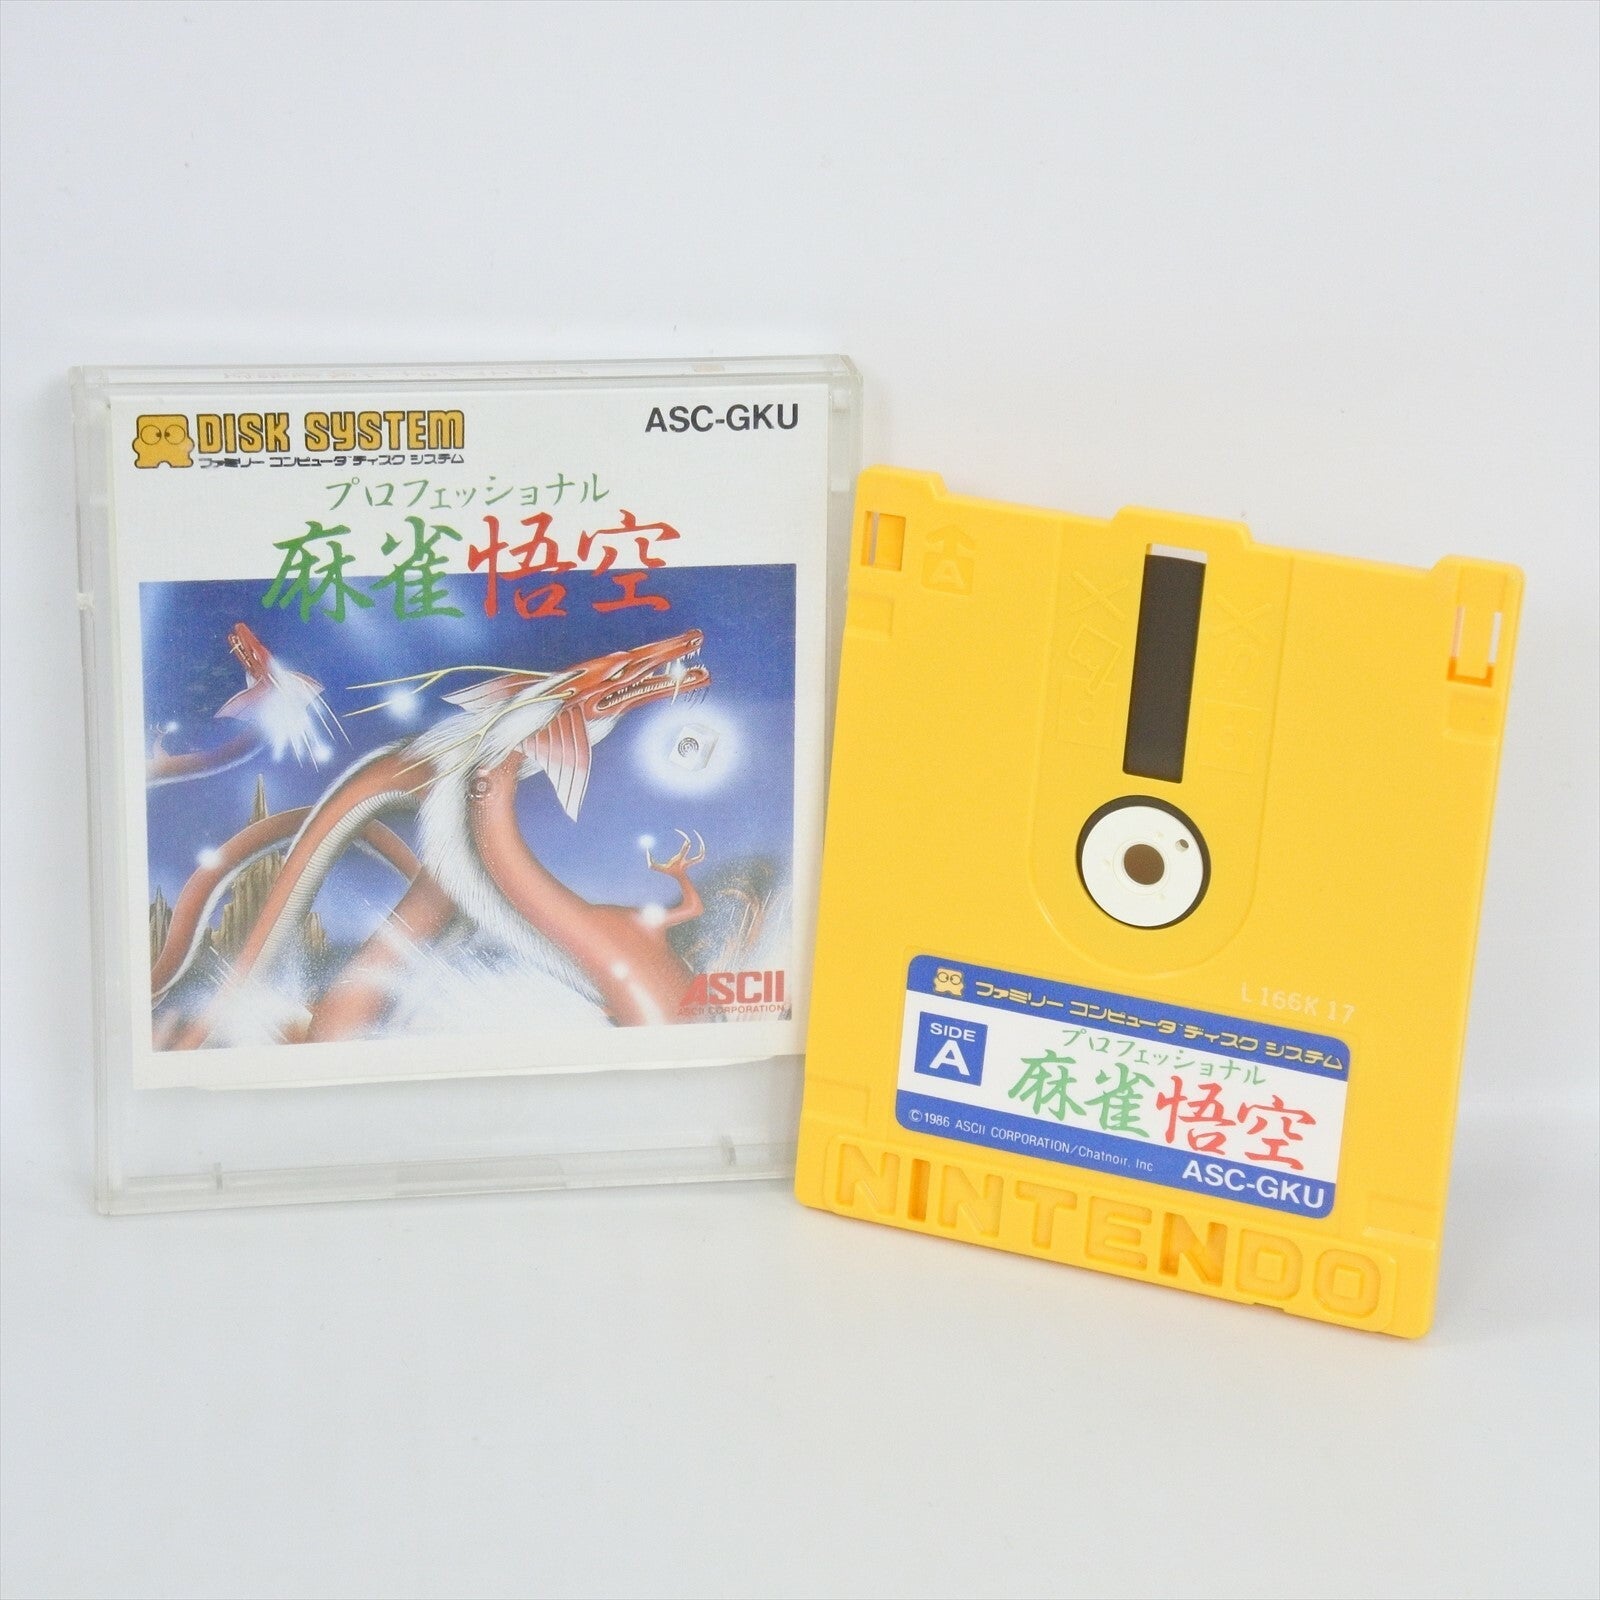 DISK SYSTEM
ファミリー コンピュータ ディスク システム
ASC-GKU
プロフェッショナル
麻雀悟空
ASCII
ASCII CORPORATION
A
L166K 17
ファミリー コンピュータ ディスク システム
SIDE
A
プロフェッショナル
麻雀悟空
©1986 ASCII CORPORATION/Chatnoir, Inc
ASC-GKU
NINTENDO